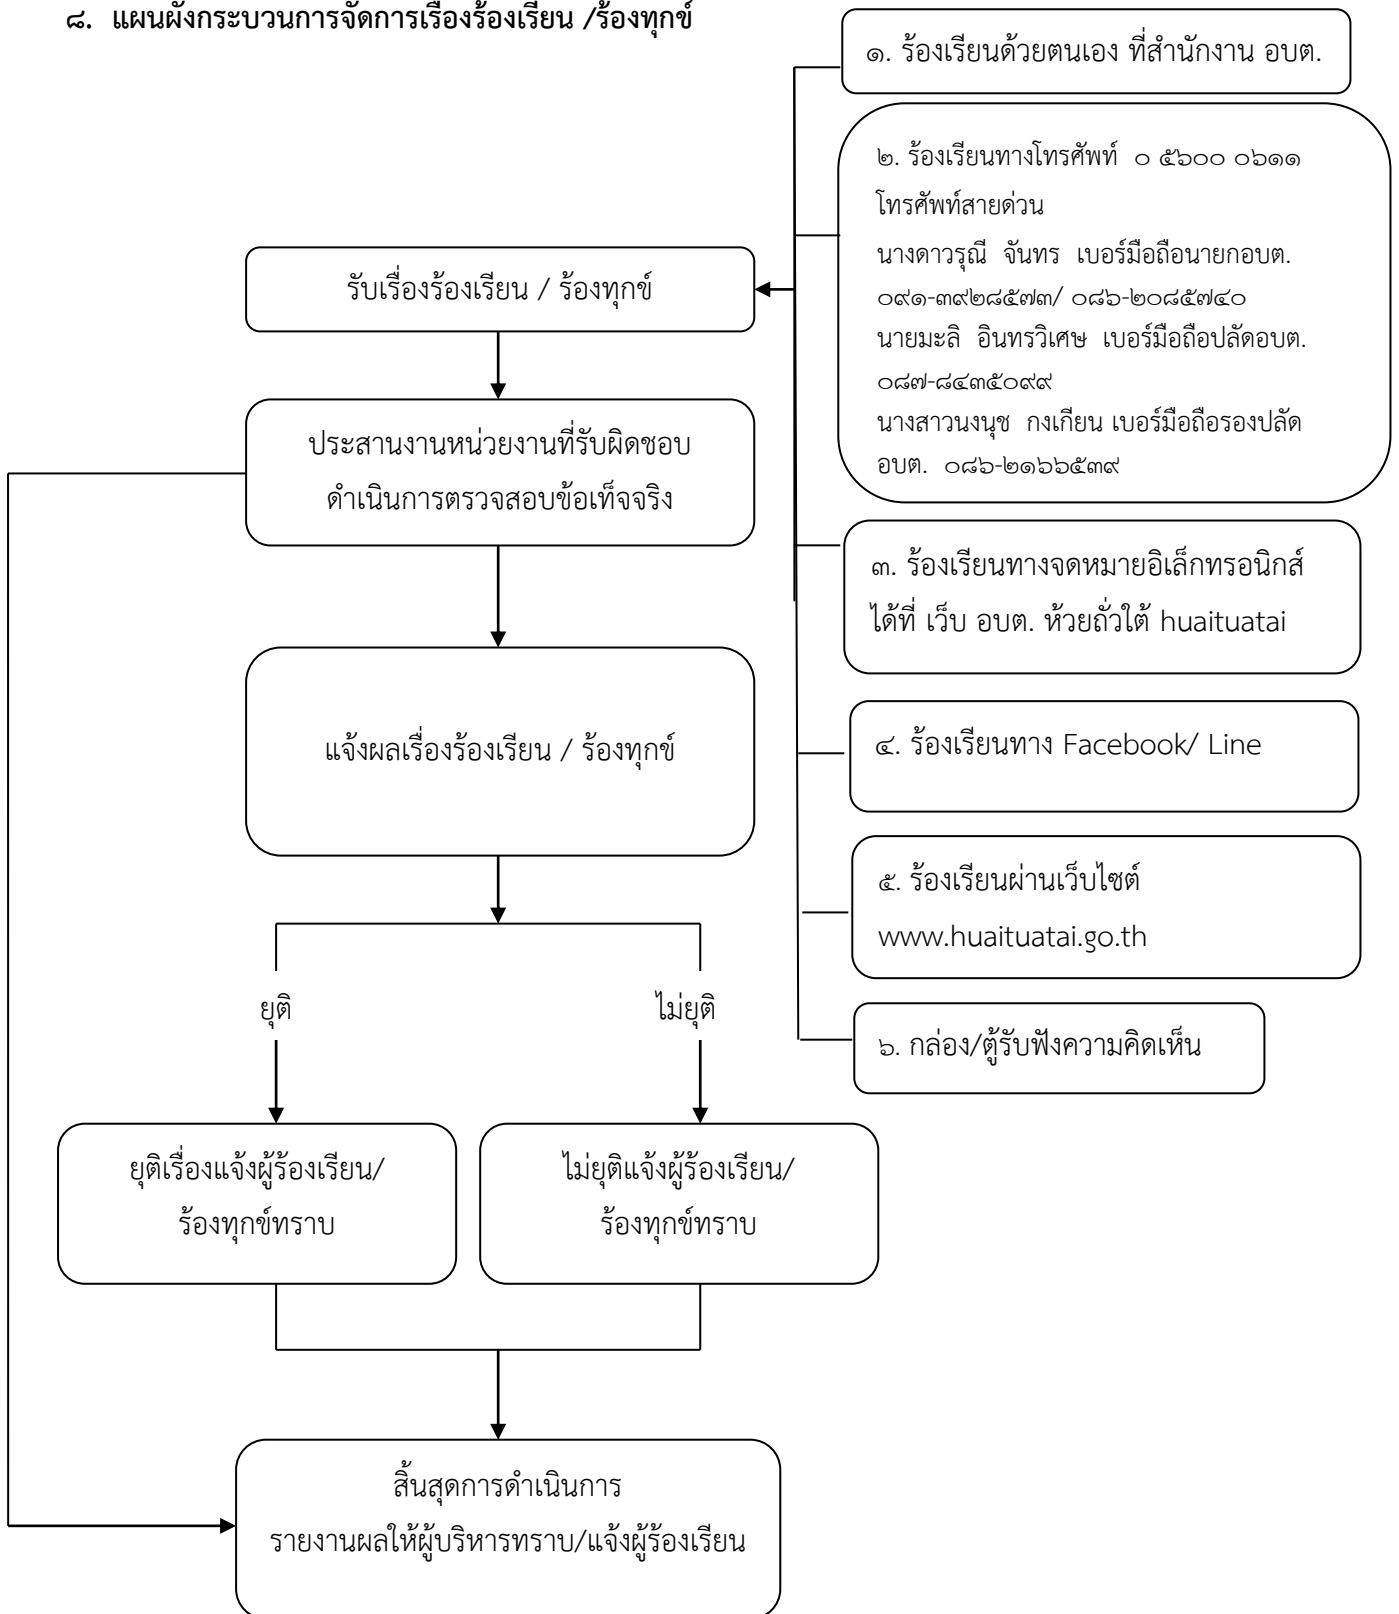 ๘. แผนผังกระบวนการจัดการเรื่องร้องเรียน /ร้องทุกข์
๑. ร้องเรียนด้วยตนเอง ที่สำนักงาน อบต.
๒. ร้องเรียนทางโทรศัพท์ ๐ ๕๖๐๐ ๐๖๑๑
โทรศัพท์สายด่วน
นางดาวรุณี จันทร เบอร์มือถือนายกอบต.
๐๙๑-๓๙๒๘๕๗๓/ ๐๘๖-๒๐๘๕๗๔๐
นายมะลิ อินทรวิเศษ เบอร์มือถือปลัดอบต.
๐๘๗-๘๔๓๕๐๙๙
นางสาวนงนุช กงเกียน เบอร์มือถือรองปลัด
อบต. ๐๘๖-๒๑๖๖๕๓๙
๓. ร้องเรียนทางจดหมายอิเล็กทรอนิกส์
ได้ที่ เว็บ อบต. ห้วยถั่วใต้ huaituatai
๔. ร้องเรียนทาง Facebook/ Line
๕. ร้องเรียนผ่านเว็บไซต์
www.huaituatai.go.th
๖. กล่อง/ตู้รับฟังความคิดเห็น
รับเรื่องร้องเรียน / ร้องทุกข์
ประสานงานหน่วยงานที่รับผิดชอบ
ดำเนินการตรวจสอบข้อเท็จจริง
แจ้งผลเรื่องร้องเรียน / ร้องทุกข์
ยุติ
ไม่ยุติ
ยุติเรื่องแจ้งผู้ร้องเรียน/
ร้องทุกข์ทราบ
ไม่ยุติแจ้งผู้ร้องเรียน/
ร้องทุกข์ทราบ
สิ้นสุดการดำเนินการ
รายงานผลให้ผู้บริหารทราบ/แจ้งผู้ร้องเรียน